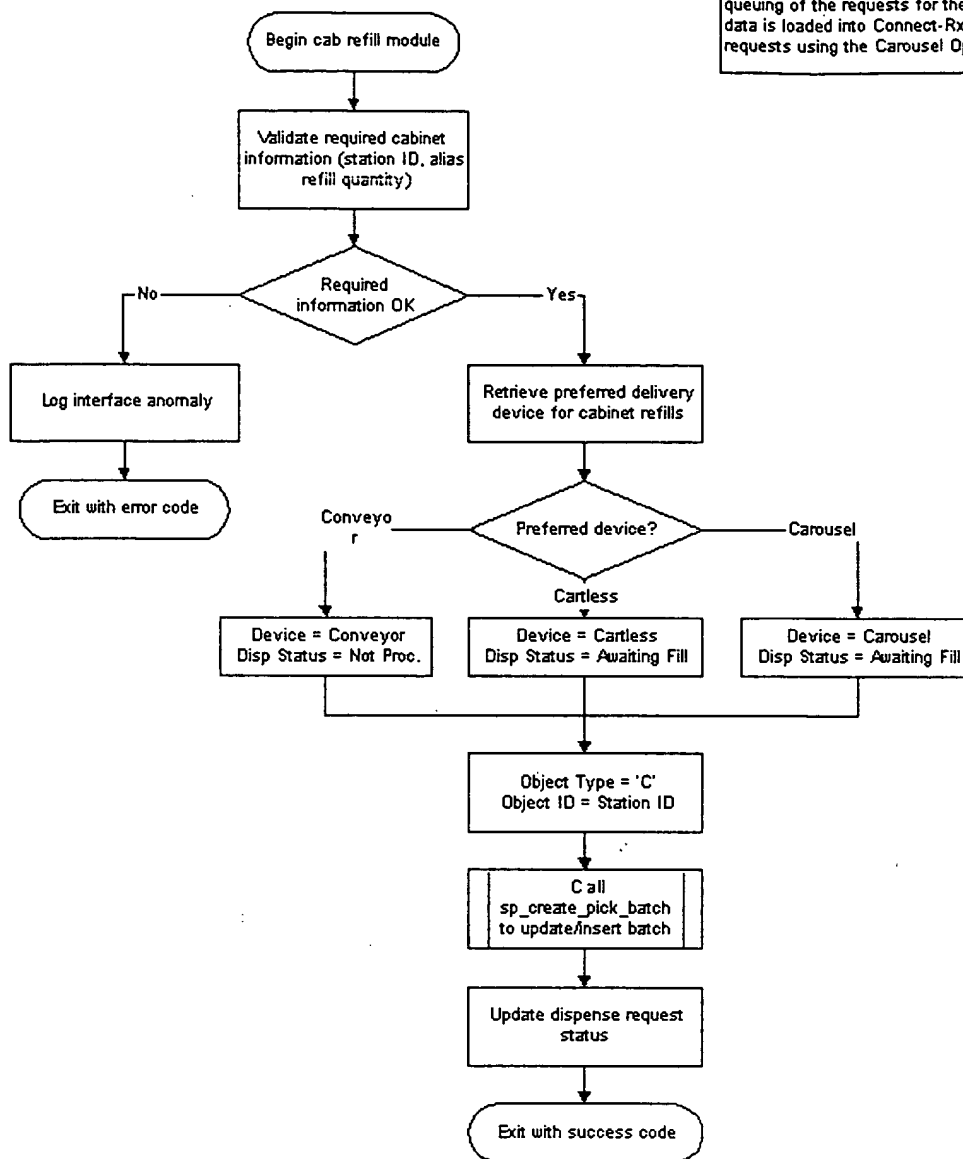 queuing of the requests for the
data is loaded into Connect-Rx
requests using the Carousel Op
Begin cab refill module
Validate required cabinet
information (station ID, alias
refill quantity)
Required
information OK
No
Yes
Log interface anomaly
Retrieve preferred delivery
device for cabinet refills
Exit with error code
Preferred device?
Conveyo
r
Carousel
Cartless
Device = Conveyor
Disp Status = Not Proc.
Device = Cartless
Disp Status = Awaiting Fill
Device = Carousel
Disp Status = Awaiting Fill
Object Type = 'C'
Object ID = Station ID
Call
sp_create_pick_batch
to update/insert batch
Update dispense request
status
Exit with success code